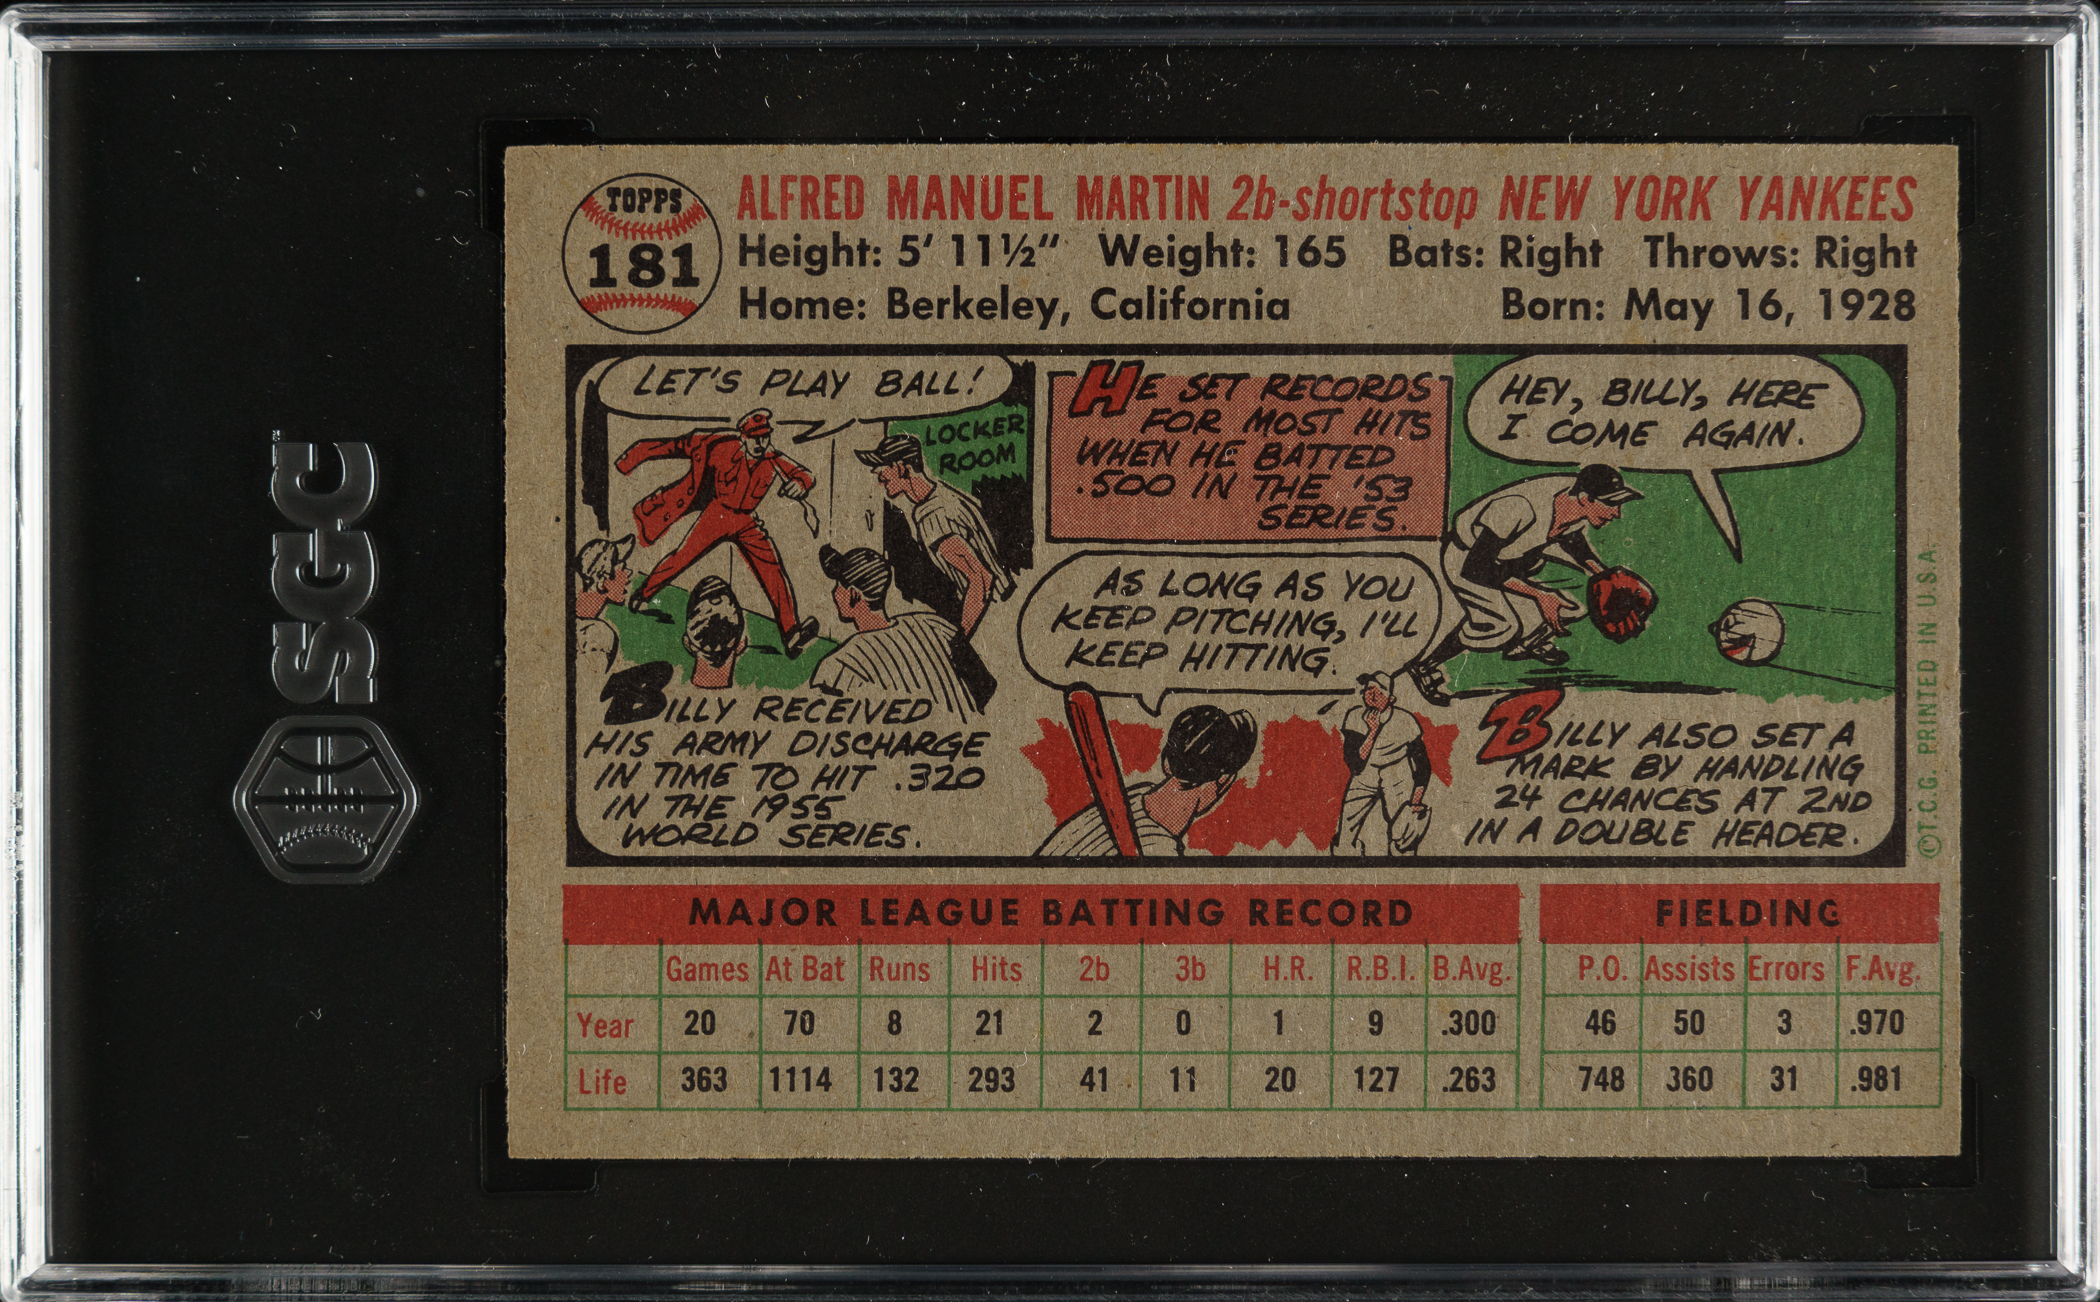 SGC
TOPPS
181
ALFRED MANUEL MARTIN 2b-shortstop NEW YORK YANKEES
Height: 5' 11½" Weight: 165 Bats: Right Throws: Right
Home: Berkeley, California Born: May 16, 1928
LET'S PLAY BALL!
LOCKER
ROOM
BILLY RECEIVED
HIS ARMY DISCHARGE
IN TIME TO HIT .320
IN THE 1955
WORLD SERIES.
HE SET RECORDS
FOR MOST HITS
WHEN HE BATTED
.500 IN THE '53
SERIES.
AS LONG AS YOU
KEEP PITCHING, I'LL
KEEP HITTING.
HEY, BILLY, HERE
I COME AGAIN.
BILLY ALSO SET A
MARK BY HANDLING
24 CHANCES AT 2ND
IN A DOUBLE HEADER.
©T.C.G. PRINTED IN U.S.A.
MAJOR LEAGUE BATTING RECORD FIELDING
Games At Bat Runs Hits 2b 3b H.R. R.B.I. B.Avg. P.O. Assists Errors F.Avg.
Year 20 70 8 21 2 0 1 9 .300 46 50 3 .970
Life 363 1114 132 293 41 11 20 127 .263 748 360 31 .981